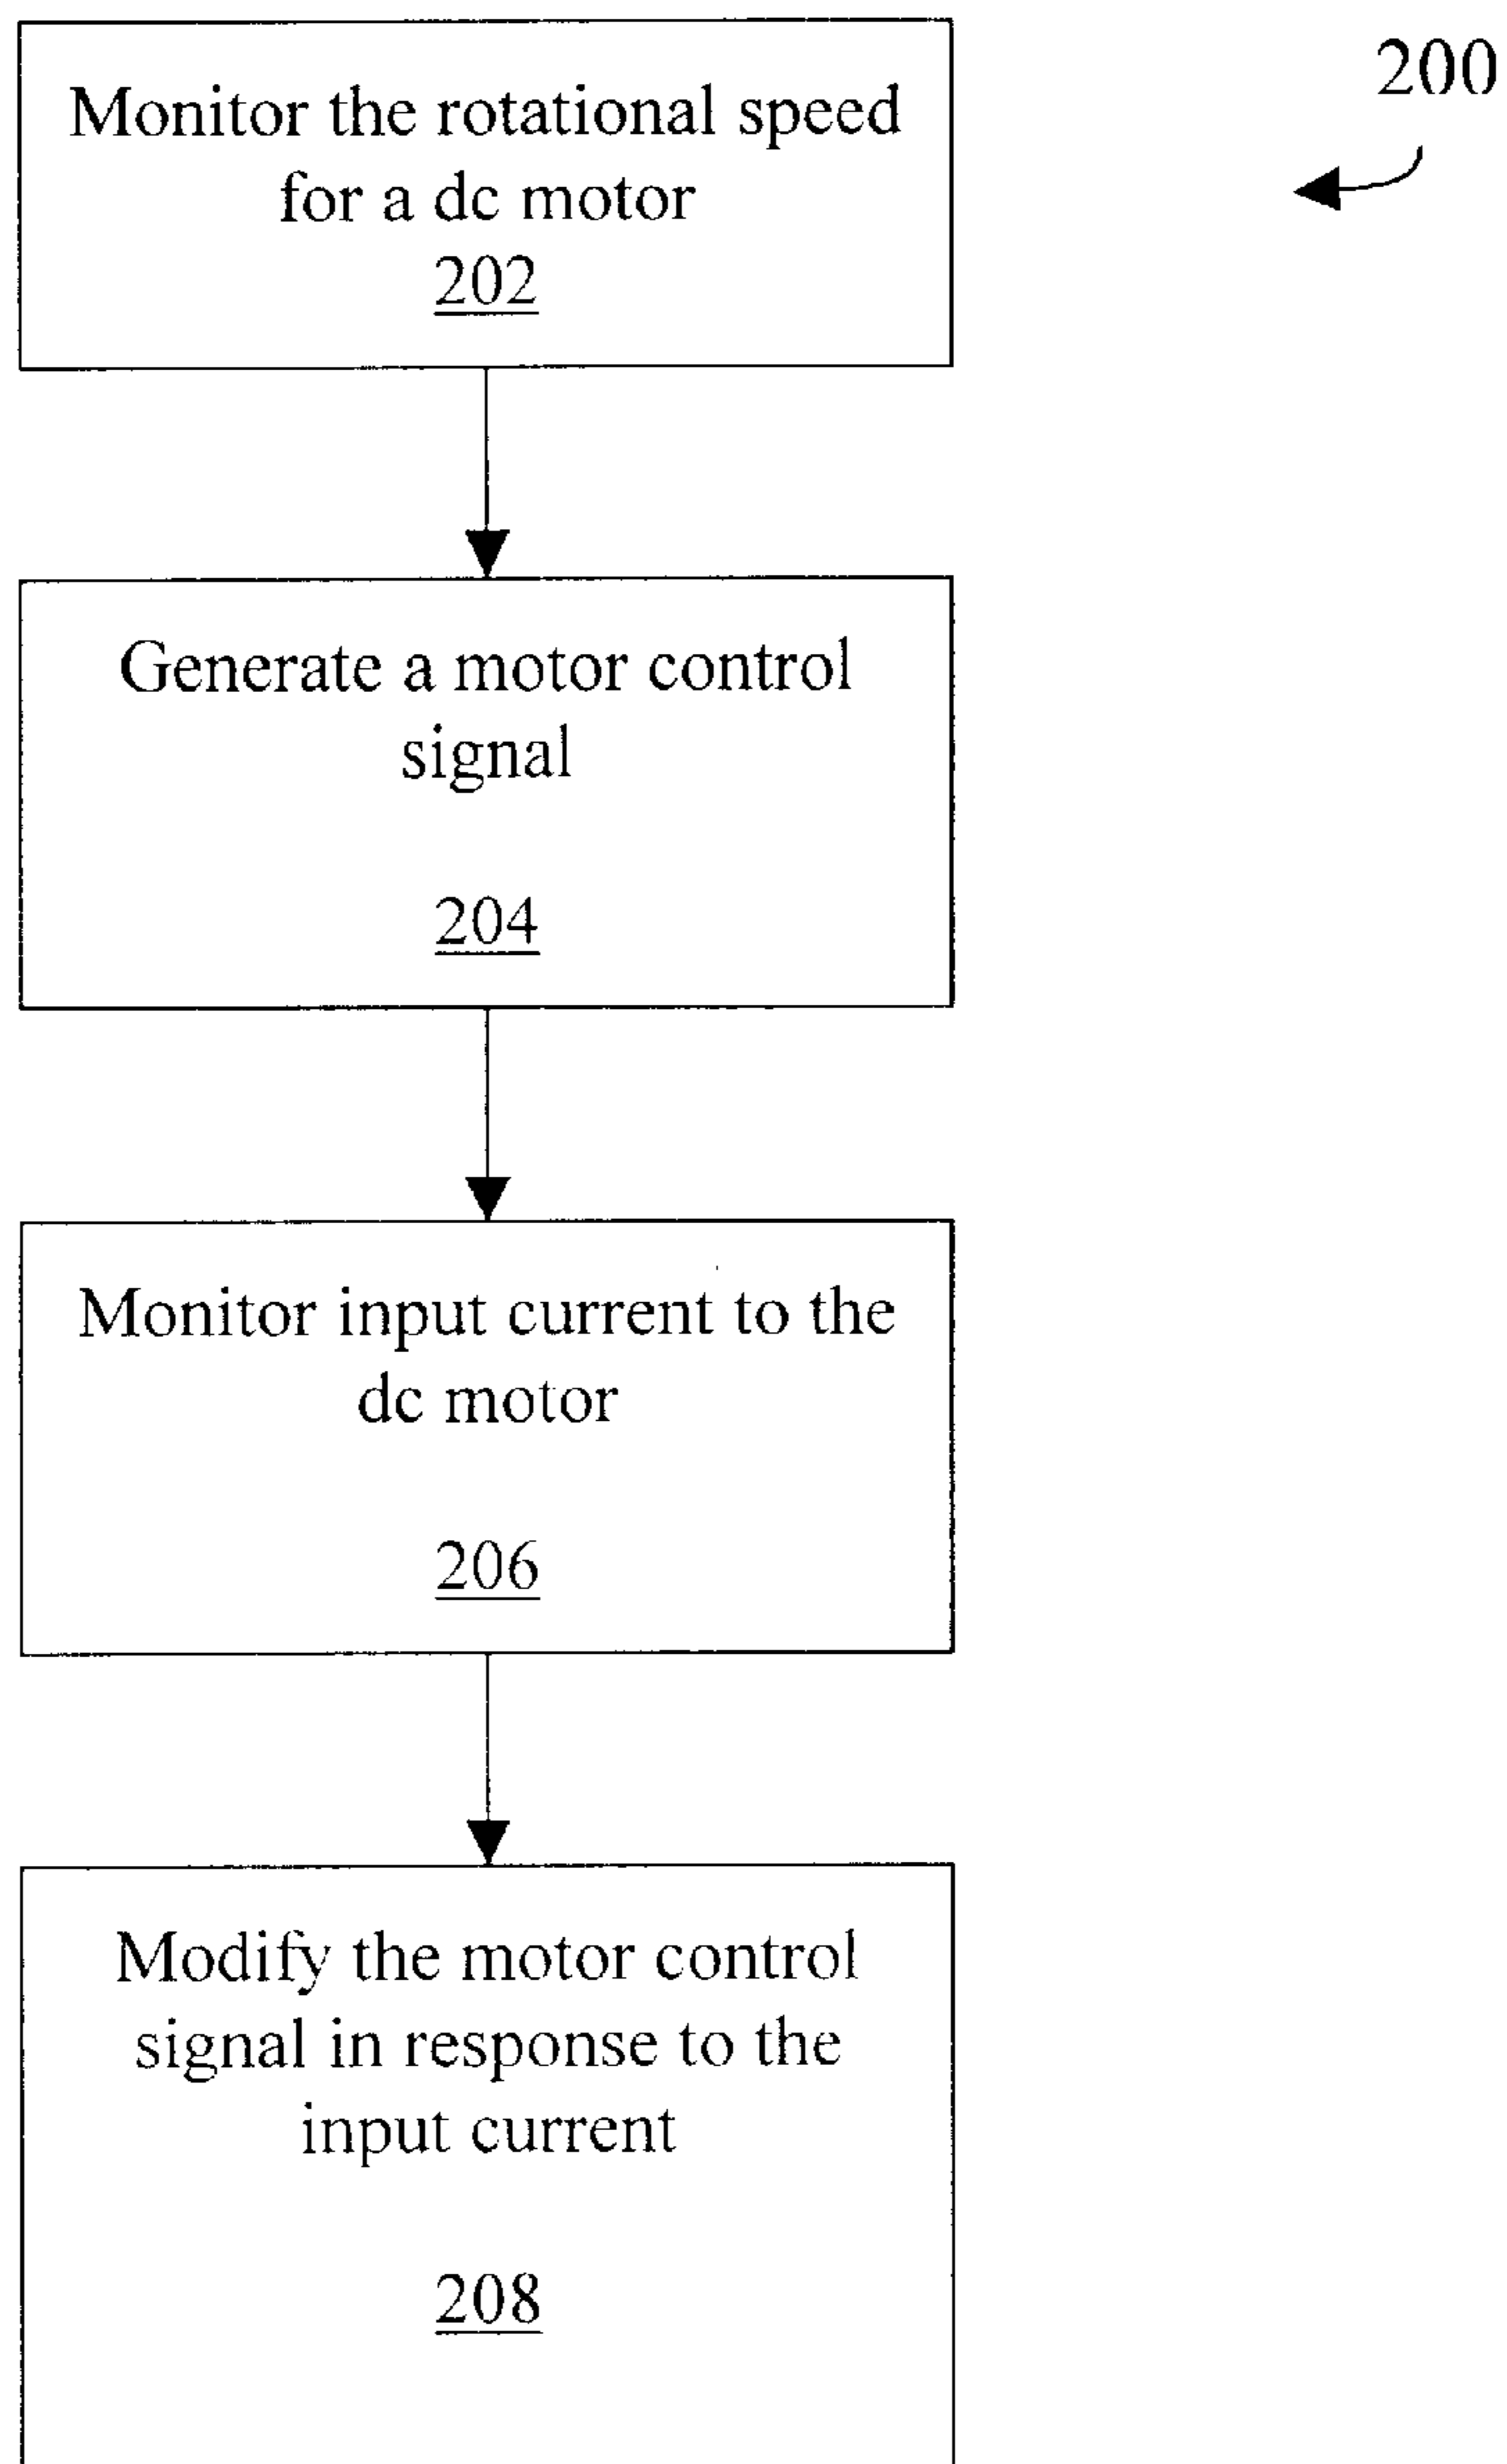 200
Monitor the rotational speed
for a dc motor
202
Generate a motor control
signal
204
Monitor input current to the
dc motor
206
Modify the motor control
signal in response to the
input current
208